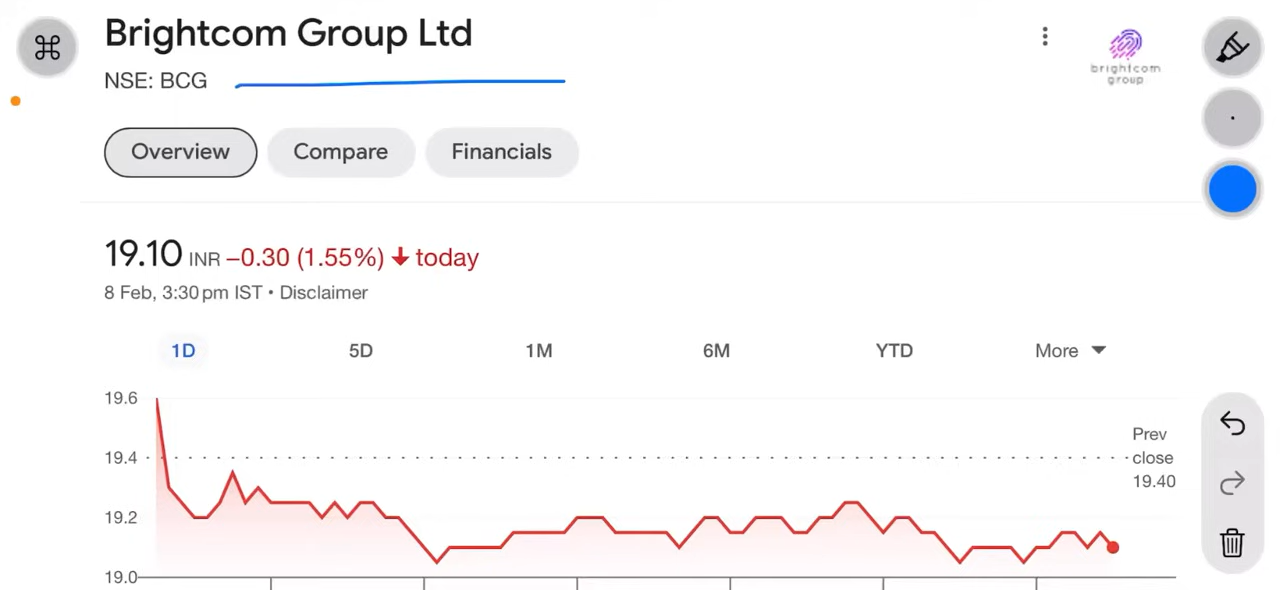 Brightcom Group Ltd
NSE: BCG
brightcom
group
Overview Compare Financials
19.10 INR –0.30 (1.55%) ↓ today
8 Feb, 3:30 pm IST • Disclaimer
1D 5D 1M 6M YTD More
19.6
19.4
19.2
19.0
Prev
close
19.40